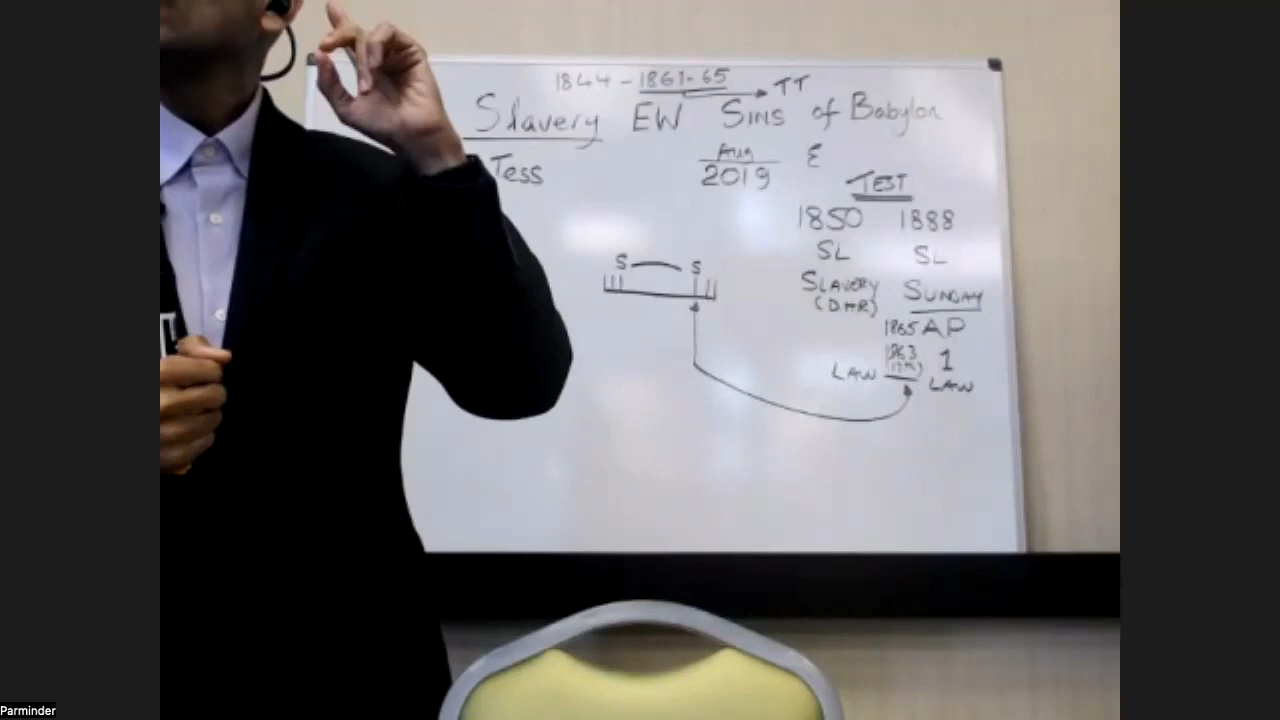 1844 - 1861-65 → TT
Slavery EW Sins of Babylon
Tess Aug 2019 E
TEST
1850 1888
SL SL
S S
SLAVERY SUNDAY
(DHR)
1865 AP
1863 1
LAW LAW
Parminder